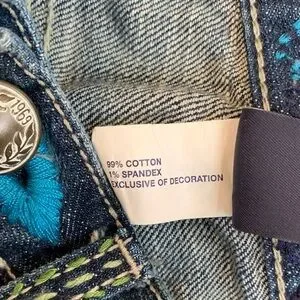 1969
99% COTTON
1% SPANDEX
EXCLUSIVE OF DECORATION